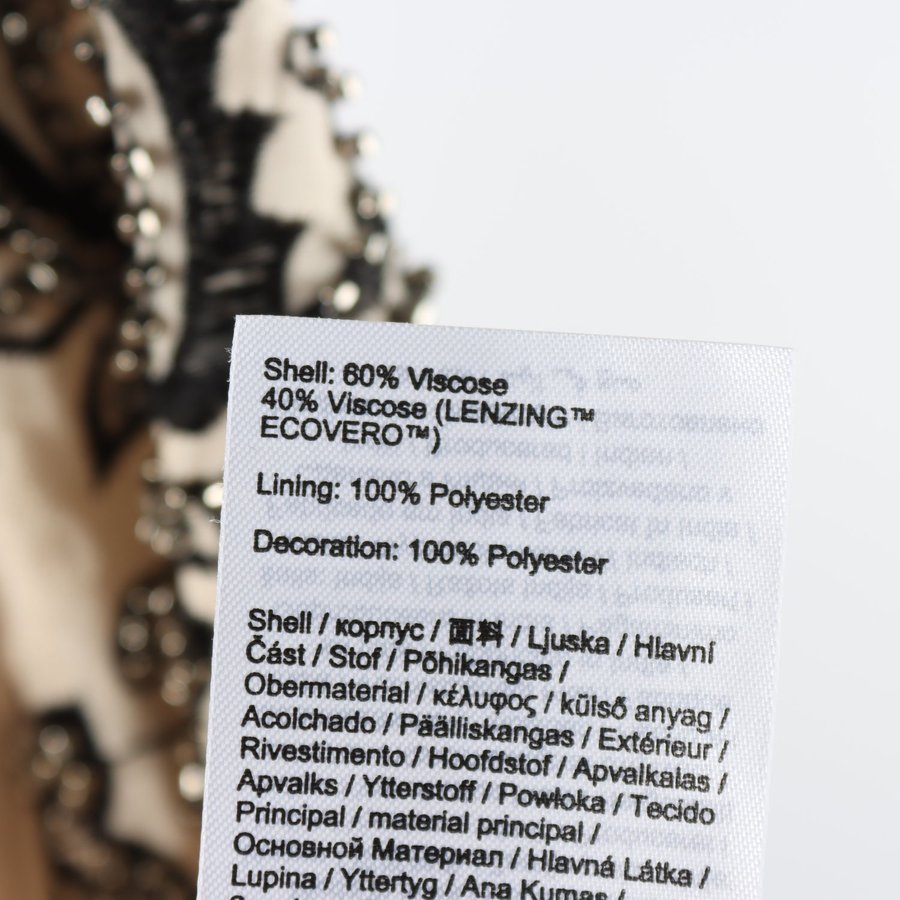 Shell: 60% Viscose
40% Viscose (LENZING™
ECOVERO™)
Lining: 100% Polyester
Decoration: 100% Polyester
Shell / корпус / 面料 / Ljuska / Hlavní
Část / Stof / Põhikangas /
Obermaterial / κέλυφος / külső anyag /
Acolchado / Päälliskangas / Extérieur /
Rivestimento / Hoofdstof / Apvalkalas /
Apvalks / Ytterstoff / Powłoka / Tecido
Principal / material principal /
Основной Материал / Hlavná Látka /
Lupina / Yttertyg / Ana Kumaş /